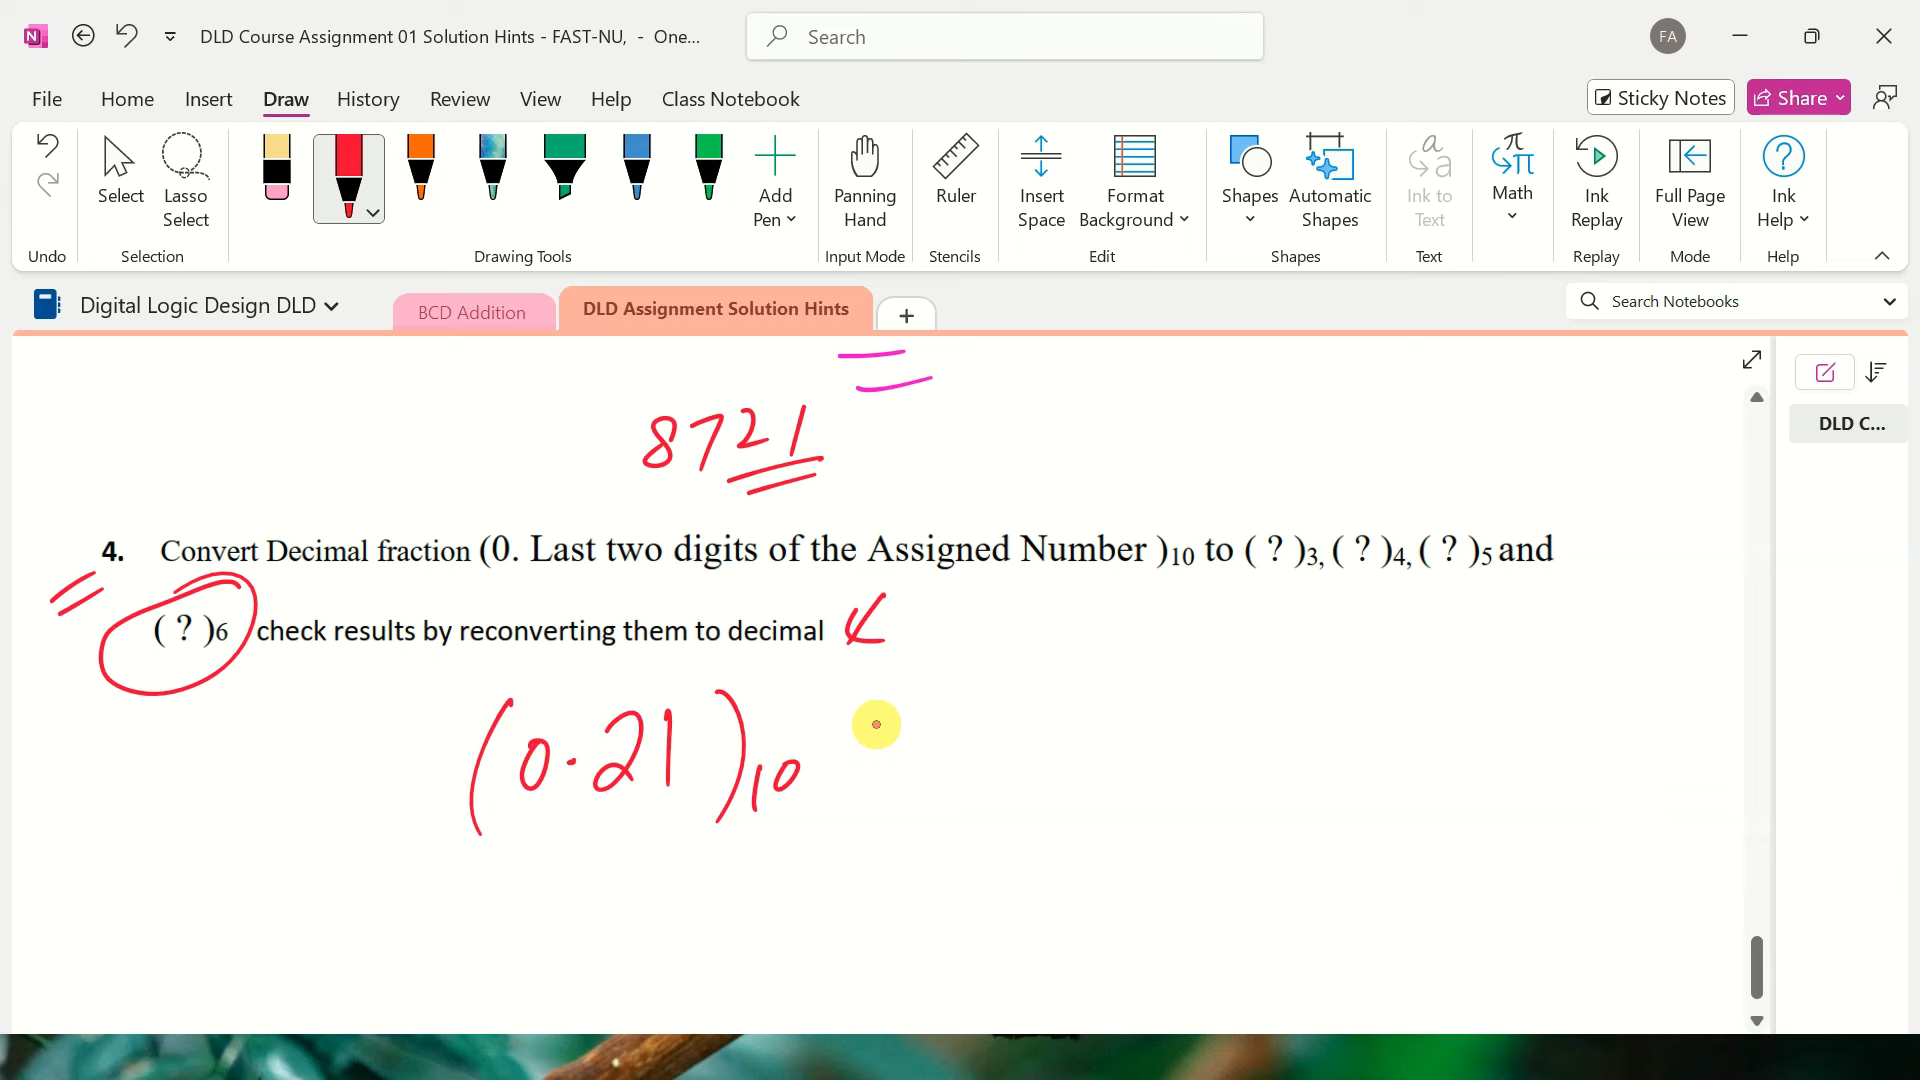 DLD Course Assignment 01 Solution Hints - FAST-NU, - One...
Search
FA
File Home Insert Draw History Review View Help Class Notebook
Sticky Notes Share
Select Lasso Select Add Pen Panning Hand Ruler Insert Space Format Background Shapes Automatic Shapes Ink to Text Math Ink Replay Full Page View Ink Help
Undo Selection Drawing Tools Input Mode Stencils Edit Shapes Text Replay Mode Help
Digital Logic Design DLD BCD Addition DLD Assignment Solution Hints + Search Notebooks
DLD C...
8721
4. Convert Decimal fraction (0. Last two digits of the Assigned Number )10 to ( ? )3, ( ? )4, ( ? )5 and
( ? )6 check results by reconverting them to decimal
(0.21)10